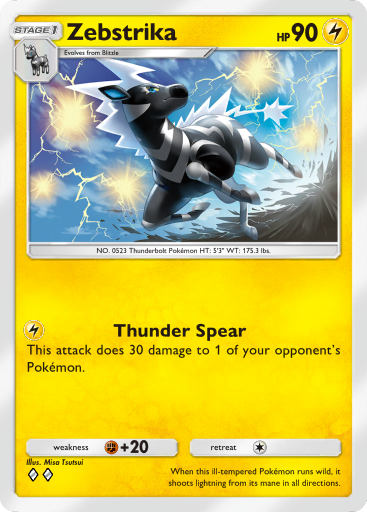 STAGE 1
Zebstrika
HP 90
Evolves from Blitzle
NO. 0523 Thunderbolt Pokémon HT: 5'3" WT: 175.3 lbs.
Thunder Spear
This attack does 30 damage to 1 of your opponent's
Pokémon.
weakness +20 retreat
Illus. Misa Tsutsui
When this ill-tempered Pokémon runs wild, it
shoots lightning from its mane in all directions.